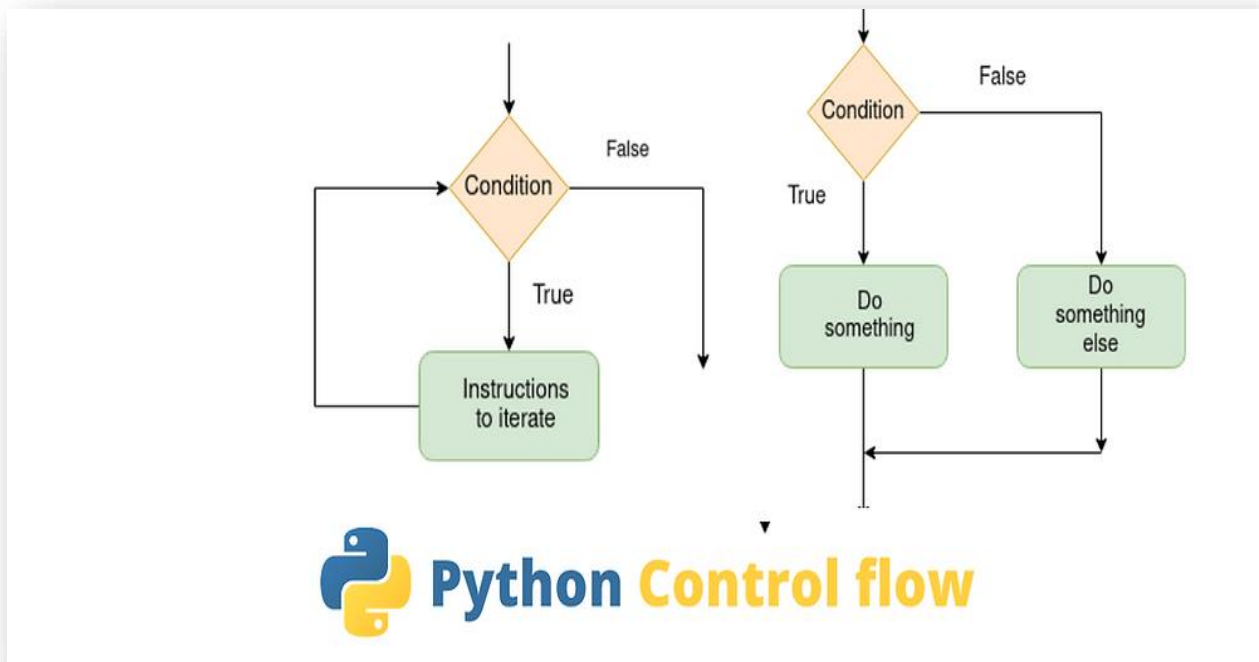 Condition
False
True
Instructions
to iterate
Condition
False
True
Do
something
Do
something
else
Python Control flow